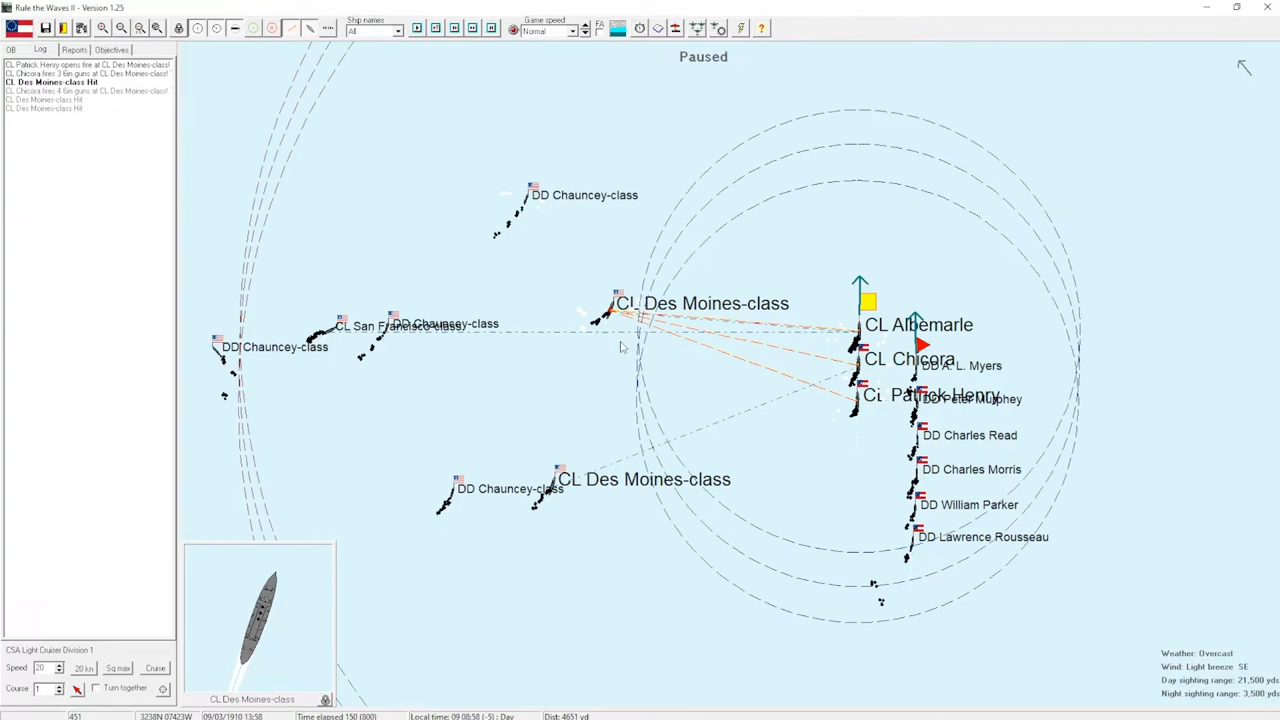 Rule the Waves II - Version 1.25
Ship names
All
Game speed
Normal
FA
OB
Log
Reports
Objectives
CL Patrick Henry opens fire at CL Des Moines-class!
CL Chicora fires 3 6in guns at CL Des Moines-class!
CL Des Moines-class Hit
CL Chicora fires 4 6in guns at CL Des Moines-class!
CL Des Moines-class Hit
CL Des Moines-class Hit
Paused
DD Chauncey-class
CL Des Moines-class
CL San Francisco-class
DD Chauncey-class
DD Chauncey-class
CL Albemarle
CL Chicora
DD A. L. Myers
CL Patrick Henry
DD Peter Murphey
DD Charles Read
DD Charles Morris
DD William Parker
DD Lawrence Rousseau
DD Chauncey-class
CL Des Moines-class
CSA Light Cruiser Division 1
Speed
20
20 kn
Sq max
Cruise
Course
1
Turn together
CL Des Moines-class
Weather: Overcast
Wind: Light breeze SE
Day sighting range: 21,500 yds
Night sighting range: 3,500 yds
451
3238N 07423W
09/03/1910 13:58
Time elapsed 150 (800)
Local time: 09 08:58 (-5) : Day
Dist: 4651 yd